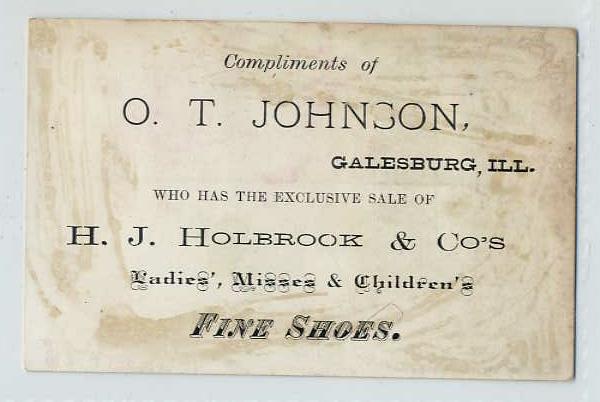 Compliments of
O. T. JOHNSON,
GALESBURG, ILL.
WHO HAS THE EXCLUSIVE SALE OF
H. J. HOLBROOK & CO'S
Ladies', Misses & Children's
FINE SHOES.